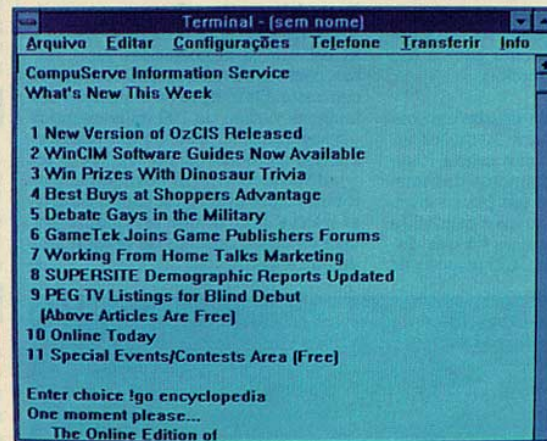 Terminal - (sem nome)
Arquivo Editar Configurações Telefone Transferir Info
CompuServe Information Service
What's New This Week
1 New Version of OzCIS Released
2 WinCIM Software Guides Now Available
3 Win Prizes With Dinosaur Trivia
4 Best Buys at Shoppers Advantage
5 Debate Gays in the Military
6 GameTek Joins Game Publishers Forums
7 Working From Home Talks Marketing
8 SUPERSITE Demographic Reports Updated
9 PEG TV Listings for Blind Debut
(Above Articles Are Free)
10 Online Today
11 Special Events/Contests Area (Free)
Enter choice !go encyclopedia
One moment please...
The Online Edition of